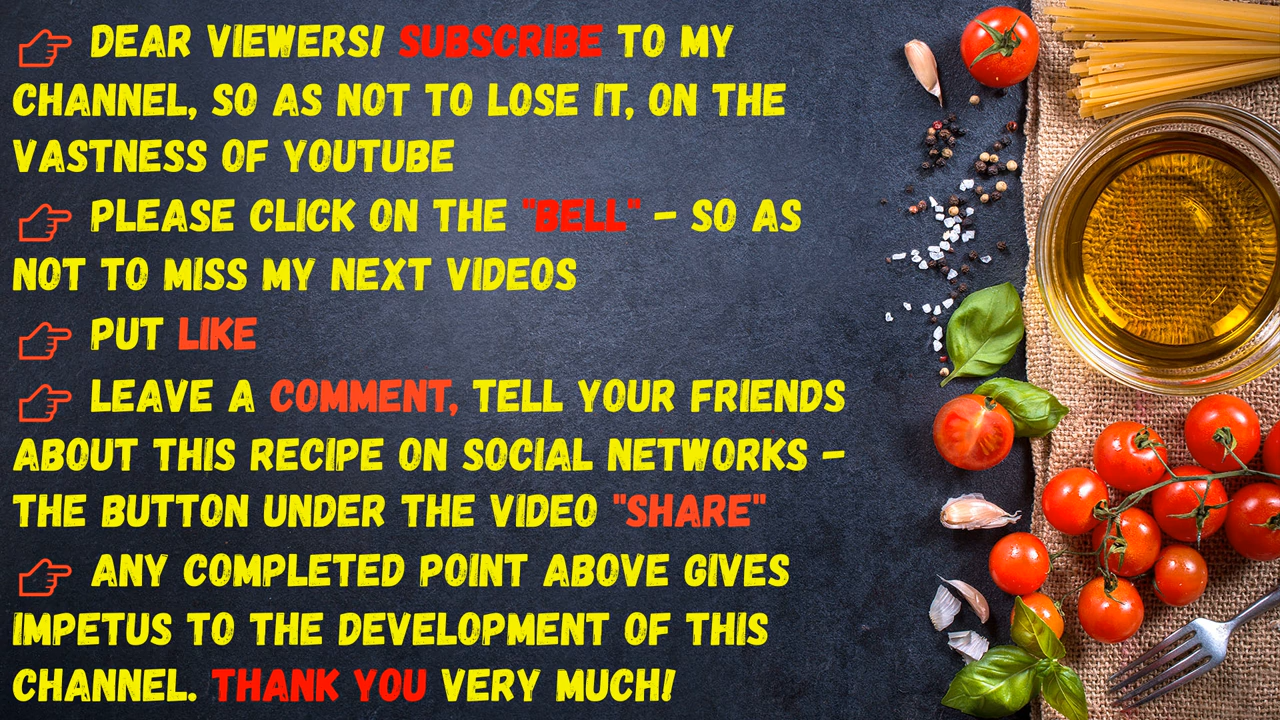 DEAR VIEWERS! SUBSCRIBE TO MY
CHANNEL, SO AS NOT TO LOSE IT, ON THE
VASTNESS OF YOUTUBE
PLEASE CLICK ON THE "BELL" - SO AS
NOT TO MISS MY NEXT VIDEOS
PUT LIKE
LEAVE A COMMENT, TELL YOUR FRIENDS
ABOUT THIS RECIPE ON SOCIAL NETWORKS -
THE BUTTON UNDER THE VIDEO "SHARE"
ANY COMPLETED POINT ABOVE GIVES
IMPETUS TO THE DEVELOPMENT OF THIS
CHANNEL. THANK YOU VERY MUCH!